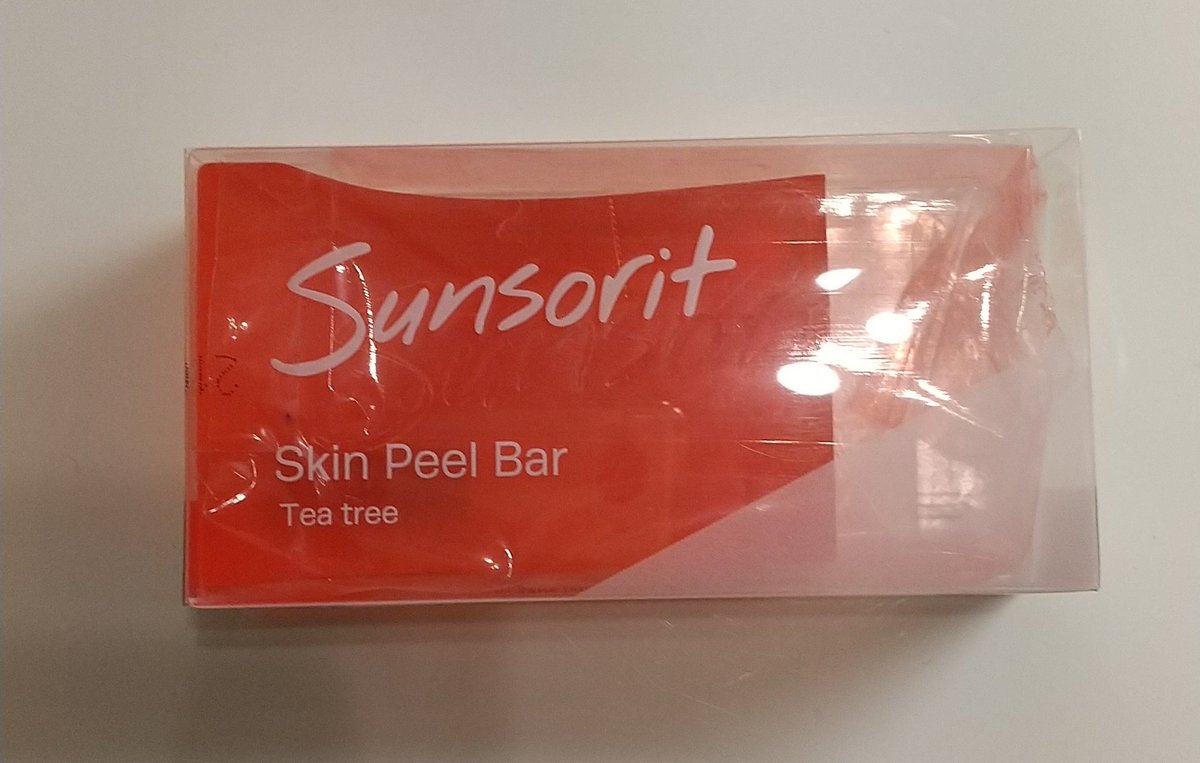 Sunsorit
Skin Peel Bar
Tea tree